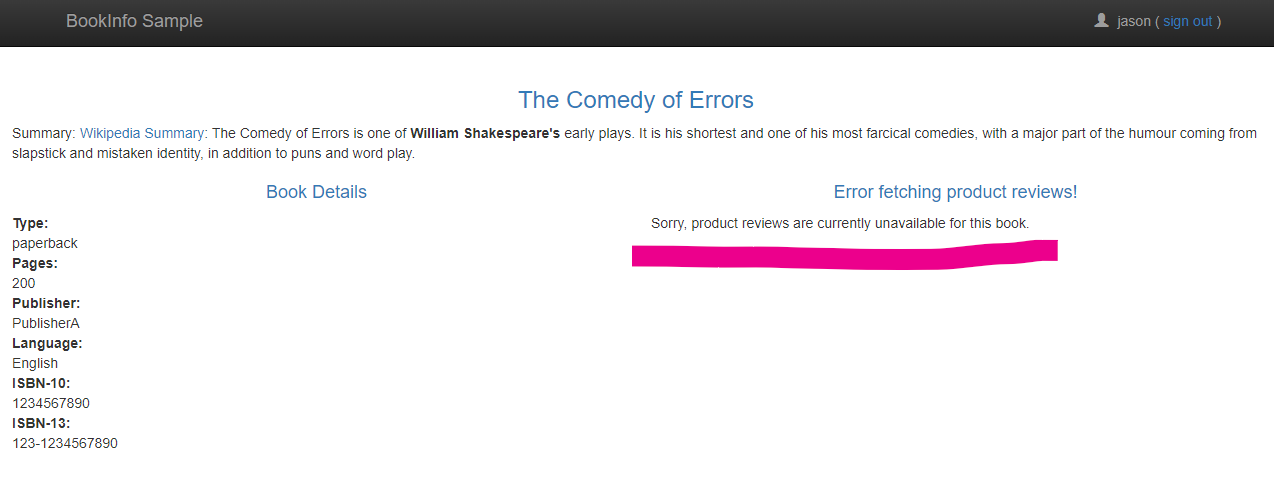 BookInfo Sample
jason ( sign out )
The Comedy of Errors
Summary: Wikipedia Summary: The Comedy of Errors is one of William Shakespeare's early plays. It is his shortest and one of his most farcical comedies, with a major part of the humour coming from
slapstick and mistaken identity, in addition to puns and word play.
Book Details
Type:
paperback
Pages:
200
Publisher:
PublisherA
Language:
English
ISBN-10:
1234567890
ISBN-13:
123-1234567890
Error fetching product reviews!
Sorry, product reviews are currently unavailable for this book.